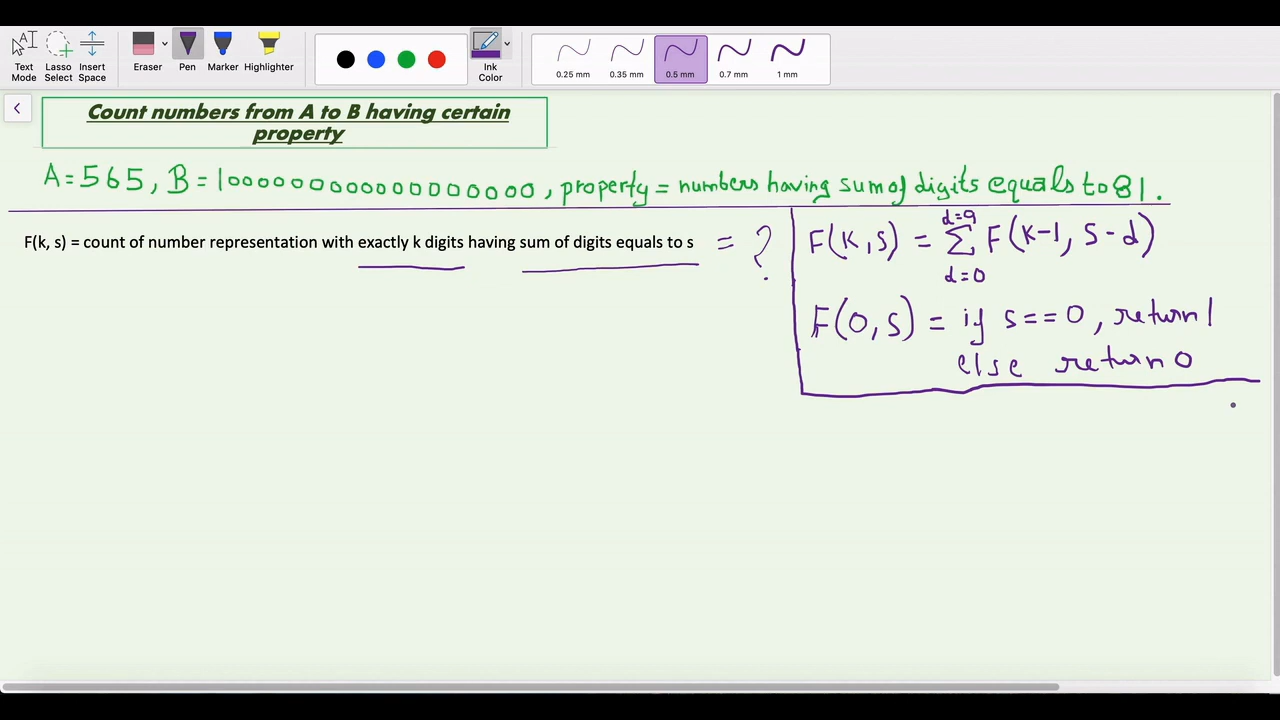 Text Mode
Lasso Select
Insert Space
Eraser
Pen
Marker
Highlighter
Ink Color
0.25 mm
0.35 mm
0.5 mm
0.7 mm
1 mm
Count numbers from A to B having certain
property
A=565, B=10000000000000000000, property = numbers having sum of digits equals to 81.
F(k, s) = count of number representation with exactly k digits having sum of digits equals to s = ?
d=9
F(K,S) = Σ F(K-1, S-d)
d=0
F(0,S) = if S==0, return 1
else return 0